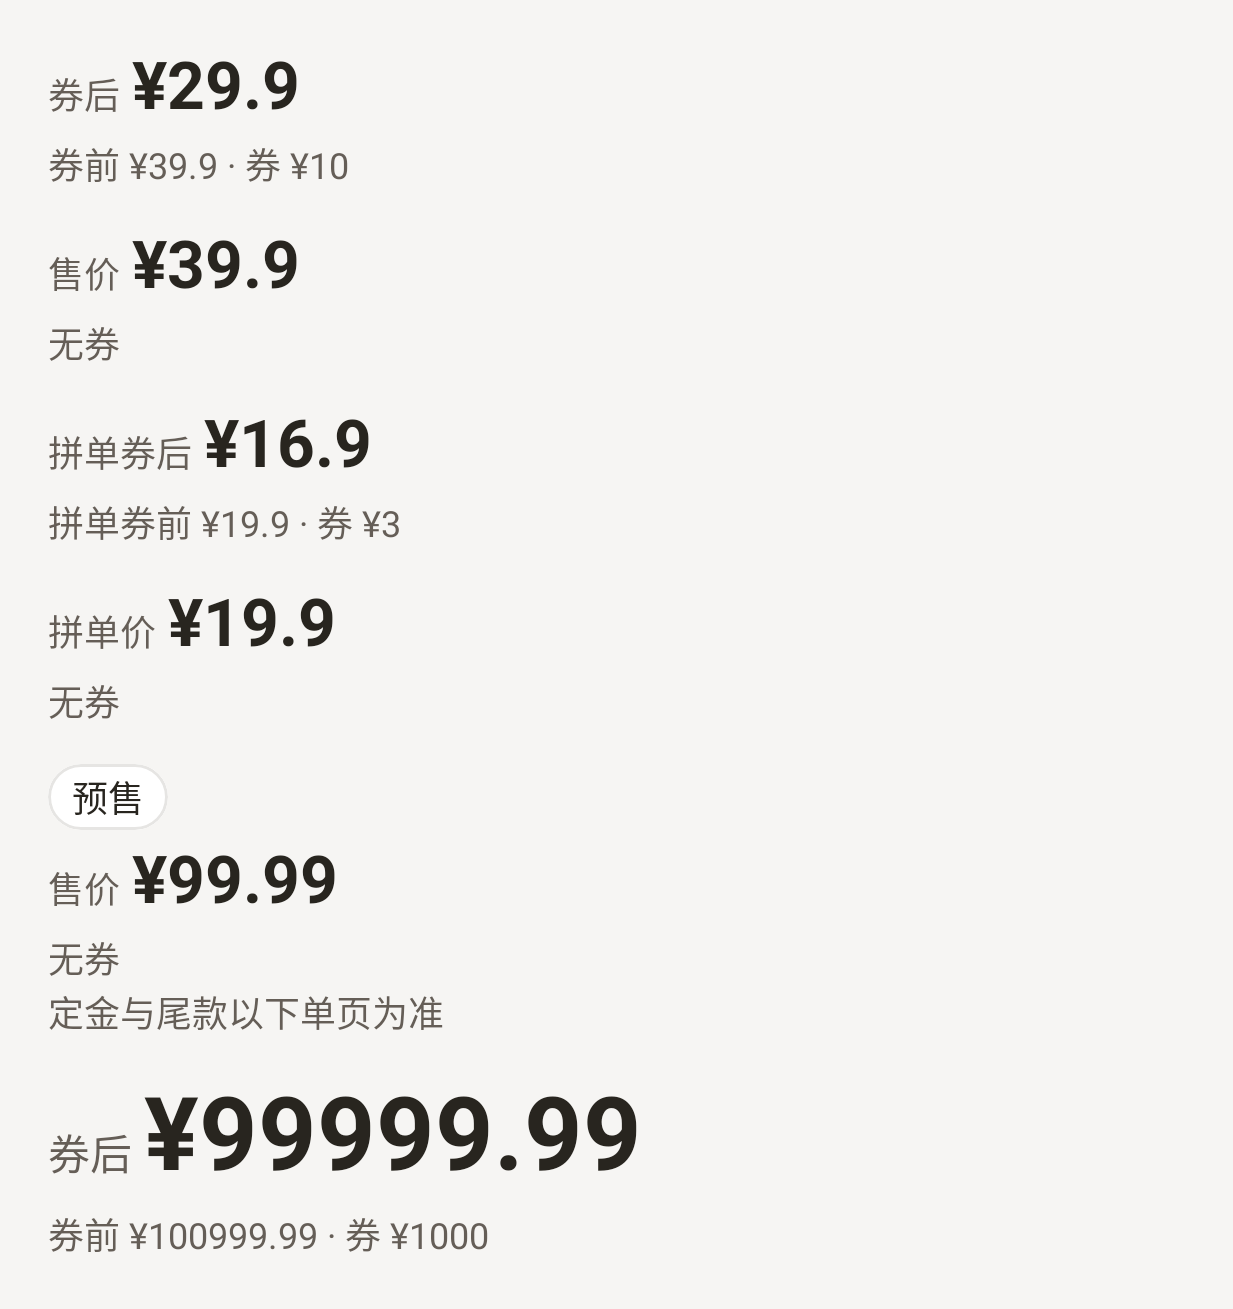 券后 ¥29.9
券前 ¥39.9 · 券 ¥10
售价 ¥39.9
无券
拼单券后 ¥16.9
拼单券前 ¥19.9 · 券 ¥3
拼单价 ¥19.9
无券
预售
售价 ¥99.99
无券
定金与尾款以下单页为准
券后 ¥99999.99
券前 ¥100999.99 · 券 ¥1000